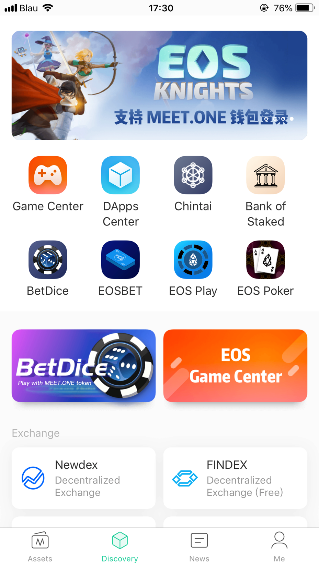 Blau 17:30 76%
EOS
KNIGHTS
支持 MEET.ONE 钱包登录
Game Center
DApps
Center
Chintai
Bank of
Staked
BetDice
EOSBET
EOS Play
EOS Poker
BetDice
Play with MEET.ONE token
EOS
Game Center
Exchange
Newdex
Decentralized
Exchange
FINDEX
Decentralized
Exchange (Free)
Assets
Discovery
News
Me